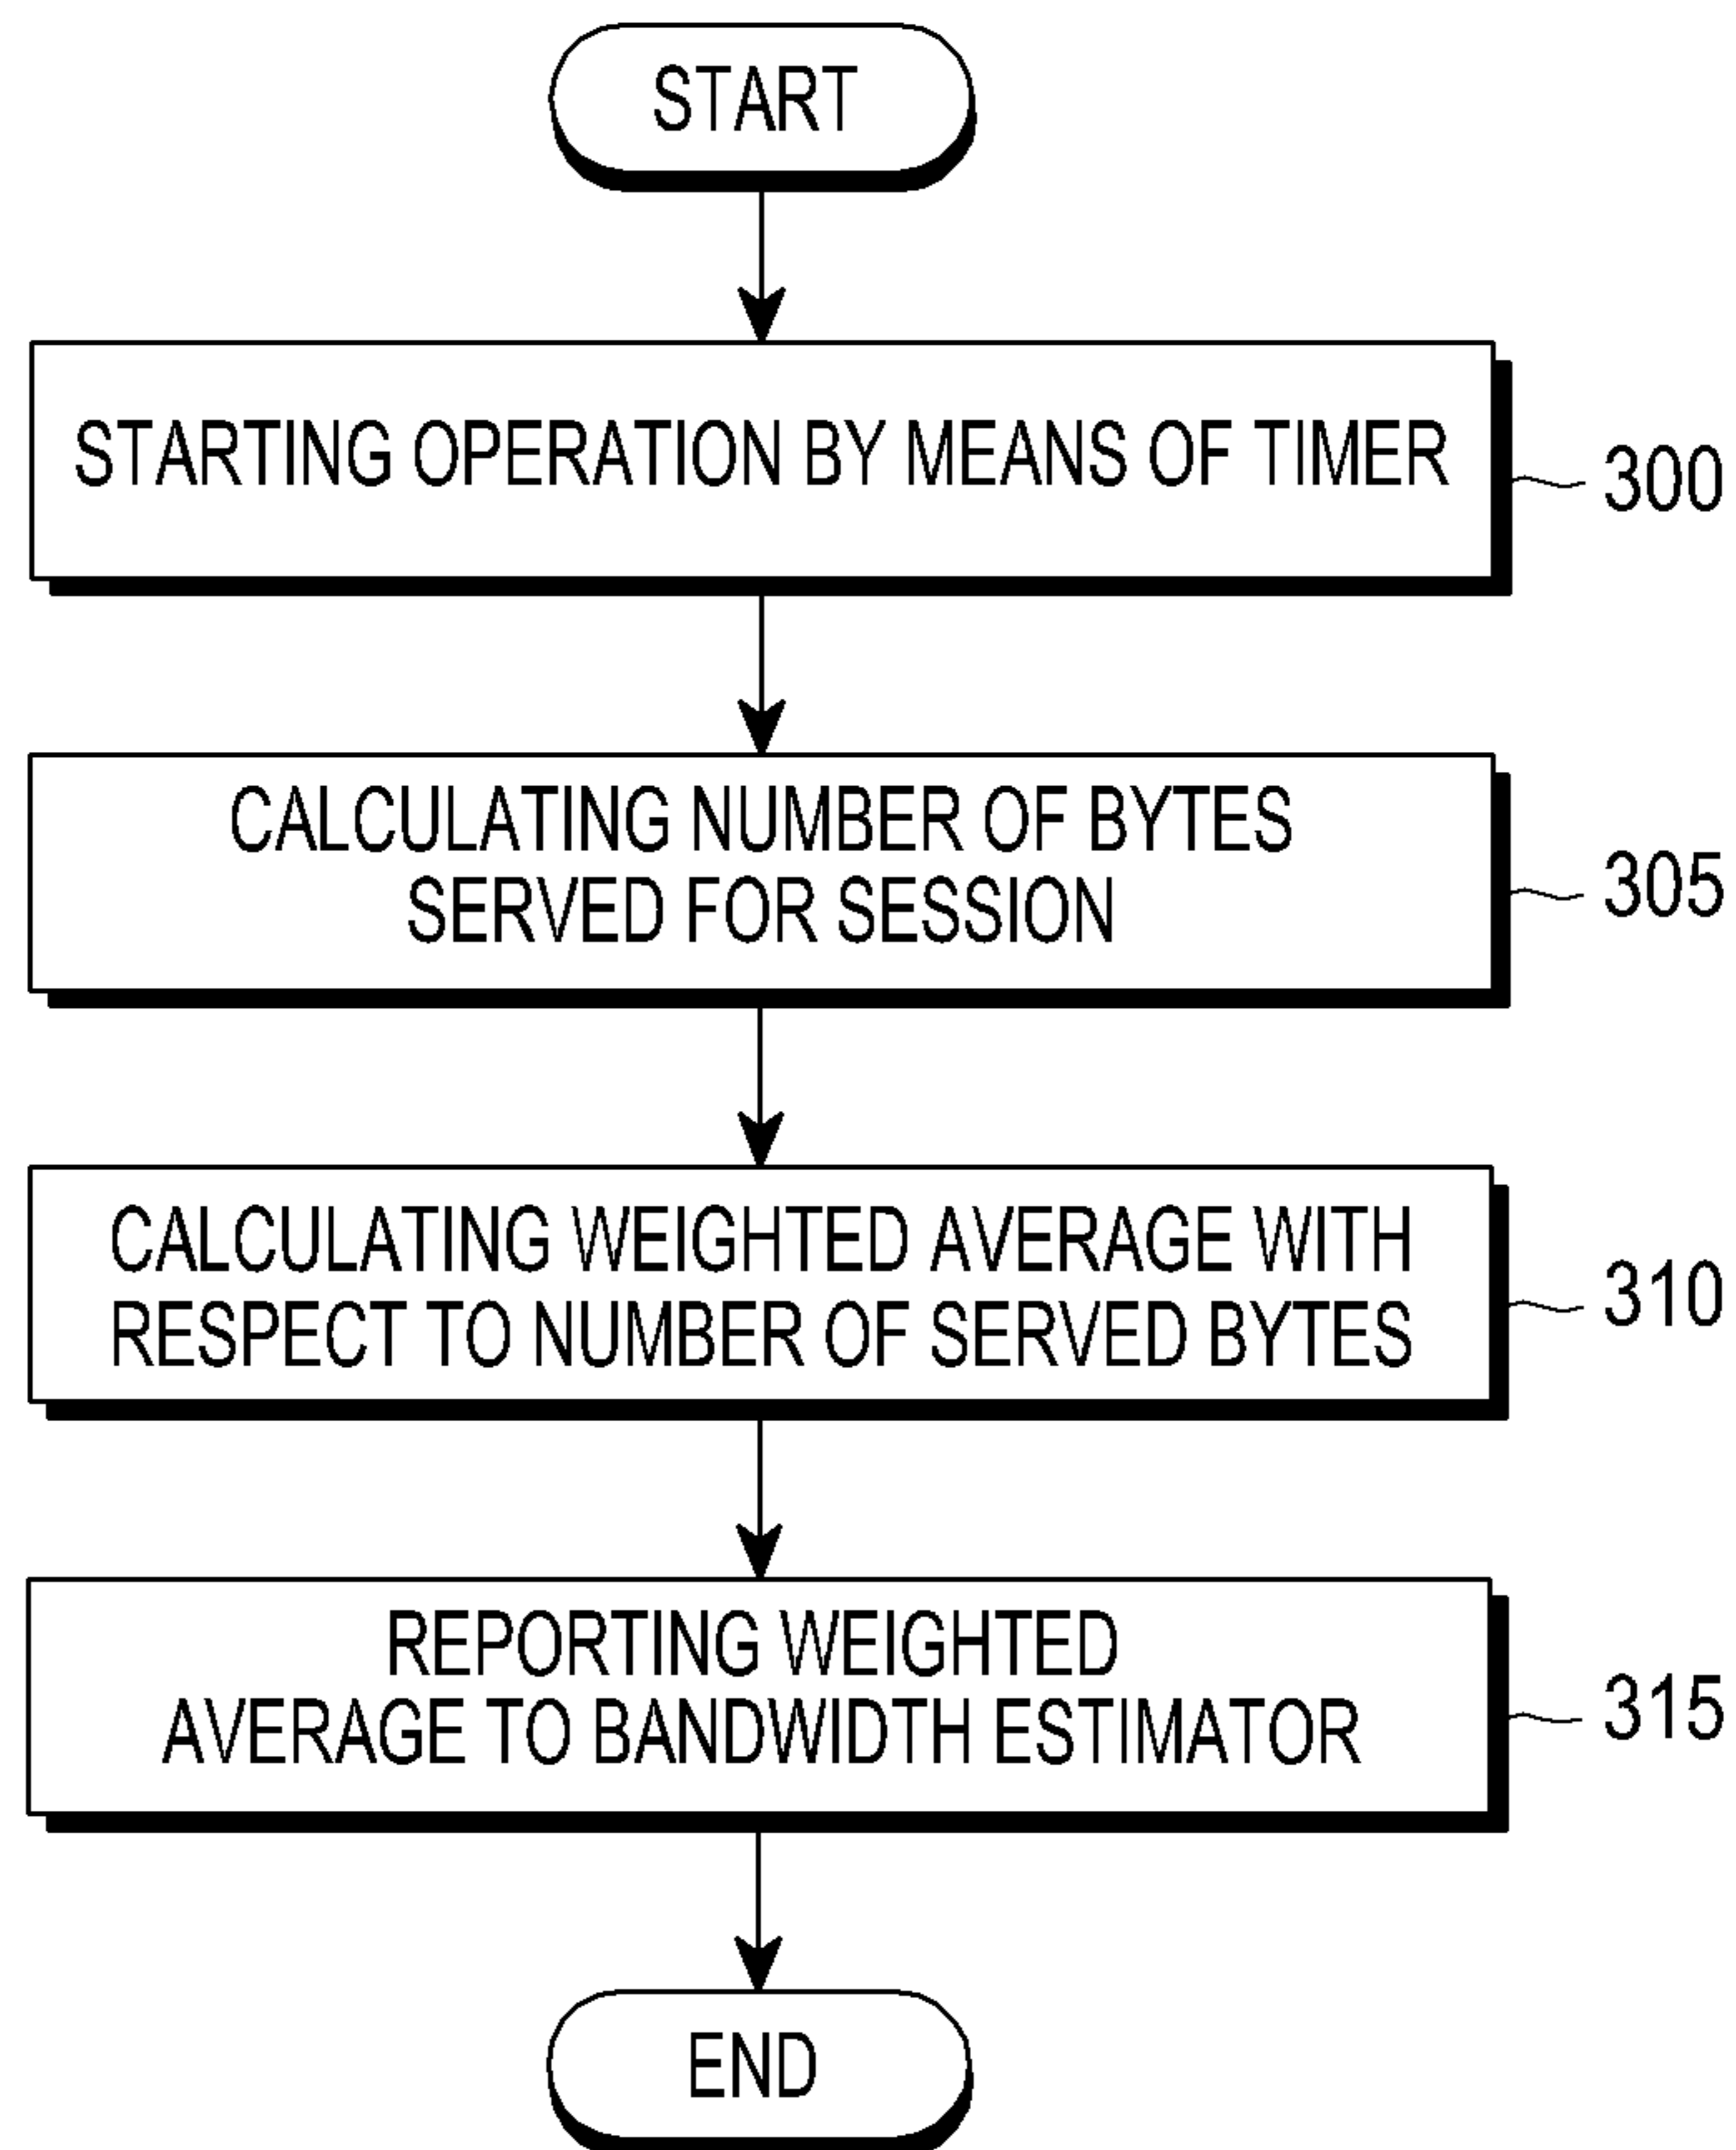 START
STARTING OPERATION BY MEANS OF TIMER
300
CALCULATING NUMBER OF BYTES
SERVED FOR SESSION
305
CALCULATING WEIGHTED AVERAGE WITH
RESPECT TO NUMBER OF SERVED BYTES
310
REPORTING WEIGHTED
AVERAGE TO BANDWIDTH ESTIMATOR
315
END